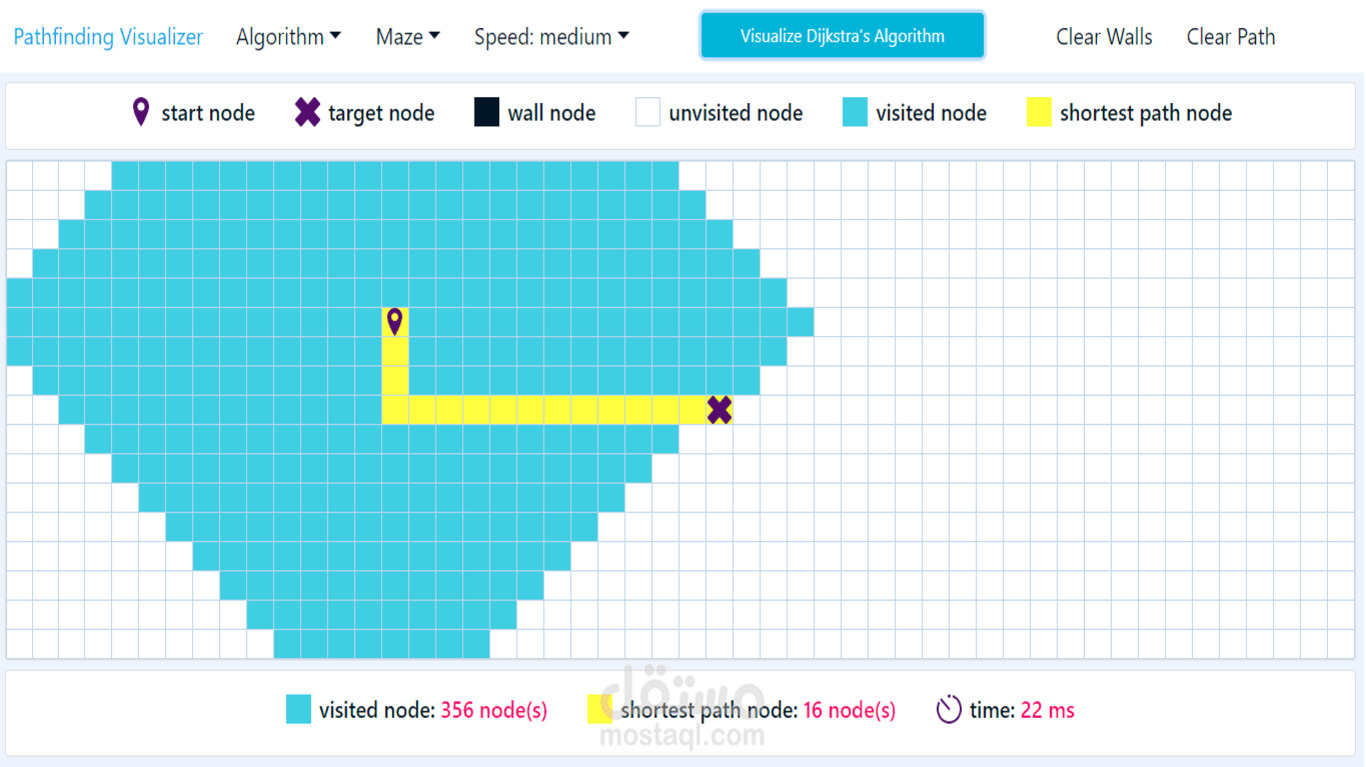 Pathfinding Visualizer Algorithm Maze Speed: medium Visualize Dijkstra's Algorithm Clear Walls Clear Path
start node target node wall node unvisited node visited node shortest path node
visited node: 356 node(s) shortest path node: 16 node(s) time: 22 ms
مستقل
mostaql.com